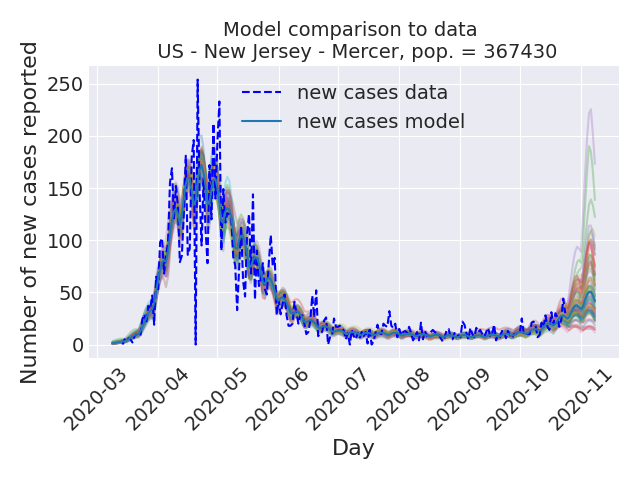 Model comparison to data
US - New Jersey - Mercer, pop. = 367430
Number of new cases reported
250
200
150
100
50
0
new cases data
new cases model
2020-03
2020-04
2020-05
2020-06
2020-07
2020-08
2020-09
2020-10
2020-11
Day